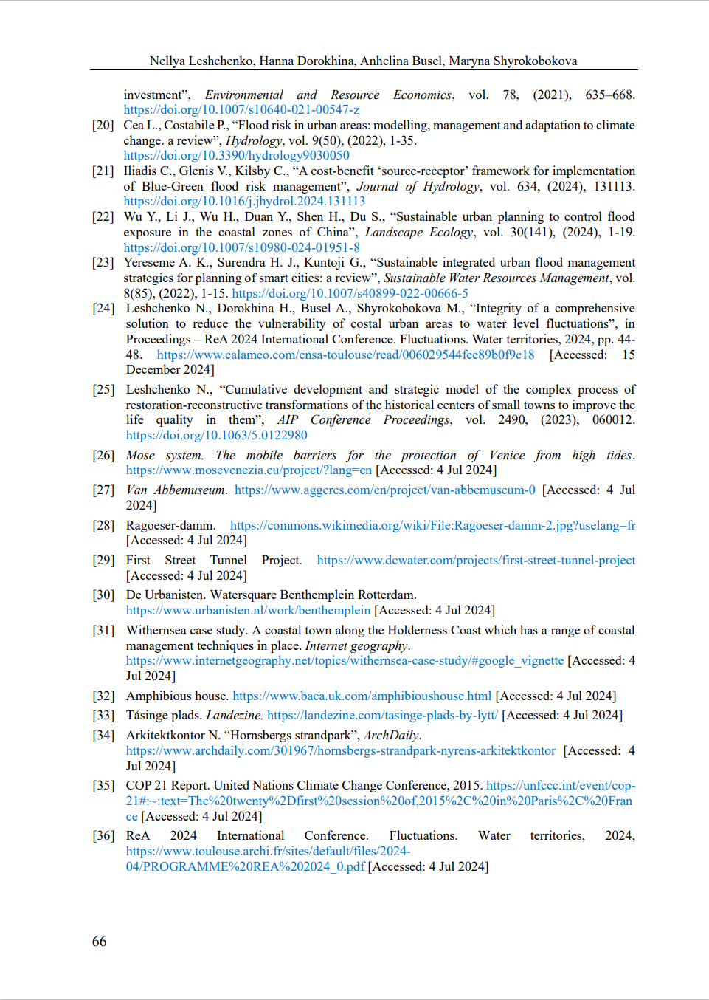 Nellya Leshchenko, Hanna Dorokhina, Anhelina Busel, Maryna Shyrokobokova
investment”, Environmental and Resource Economics, vol. 78, (2021), 635–668.
https://doi.org/10.1007/s10640-021-00547-z
[20] Cea L., Costabile P., “Flood risk in urban areas: modelling, management and adaptation to climate
change. a review”, Hydrology, vol. 9(50), (2022), 1-35.
https://doi.org/10.3390/hydrology9030050
[21] Iliadis C., Glenis V., Kilsby C., “A cost-benefit ‘source-receptor’ framework for implementation
of Blue-Green flood risk management”, Journal of Hydrology, vol. 634, (2024), 131113.
https://doi.org/10.1016/j.jhydrol.2024.131113
[22] Wu Y., Li J., Wu H., Duan Y., Shen H., Du S., “Sustainable urban planning to control flood
exposure in the coastal zones of China”, Landscape Ecology, vol. 30(141), (2024), 1-19.
https://doi.org/10.1007/s10980-024-01951-8
[23] Yereseme A. K., Surendra H. J., Kuntoji G., “Sustainable integrated urban flood management
strategies for planning of smart cities: a review”, Sustainable Water Resources Management, vol.
8(85), (2022), 1-15. https://doi.org/10.1007/s40899-022-00666-5
[24] Leshchenko N., Dorokhina H., Busel A., Shyrokobokova M., “Integrity of a comprehensive
solution to reduce the vulnerability of costal urban areas to water level fluctuations”, in
Proceedings – ReA 2024 International Conference. Fluctuations. Water territories, 2024, pp. 44-
48. https://www.calameo.com/ensa-toulouse/read/006029544fee89b0f9c18 [Accessed: 15
December 2024]
[25] Leshchenko N., “Cumulative development and strategic model of the complex process of
restoration-reconstructive transformations of the historical centers of small towns to improve the
life quality in them”, AIP Conference Proceedings, vol. 2490, (2023), 060012.
https://doi.org/10.1063/5.0122980
[26] Mose system. The mobile barriers for the protection of Venice from high tides.
https://www.mosevenezia.eu/project/?lang=en [Accessed: 4 Jul 2024]
[27] Van Abbemuseum. https://www.aggeres.com/en/project/van-abbemuseum-0 [Accessed: 4 Jul
2024]
[28] Ragoeser-damm. https://commons.wikimedia.org/wiki/File:Ragoeser-damm-2.jpg?uselang=fr
[Accessed: 4 Jul 2024]
[29] First Street Tunnel Project. https://www.dcwater.com/projects/first-street-tunnel-project
[Accessed: 4 Jul 2024]
[30] De Urbanisten. Watersquare Benthemplein Rotterdam.
https://www.urbanisten.nl/work/benthemplein [Accessed: 4 Jul 2024]
[31] Withernsea case study. A coastal town along the Holderness Coast which has a range of coastal
management techniques in place. Internet geography.
https://www.internetgeography.net/topics/withernsea-case-study/#google_vignette [Accessed: 4
Jul 2024]
[32] Amphibious house. https://www.baca.uk.com/amphibioushouse.html [Accessed: 4 Jul 2024]
[33] Tåsinge plads. Landezine. https://landezine.com/tasinge-plads-by-lytt/ [Accessed: 4 Jul 2024]
[34] Arkitektkontor N. “Hornsbergs strandpark”, ArchDaily.
https://www.archdaily.com/301967/hornsbergs-strandpark-nyrens-arkitektkontor [Accessed: 4
Jul 2024]
[35] COP 21 Report. United Nations Climate Change Conference, 2015. https://unfccc.int/event/cop-
21#:~:text=The%20twenty%2Dfirst%20session%20of,2015%2C%20in%20Paris%2C%20Fran
ce [Accessed: 4 Jul 2024]
[36] ReA 2024 International Conference. Fluctuations. Water territories, 2024,
https://www.toulouse.archi.fr/sites/default/files/2024-
04/PROGRAMME%20REA%202024_0.pdf [Accessed: 4 Jul 2024]
66